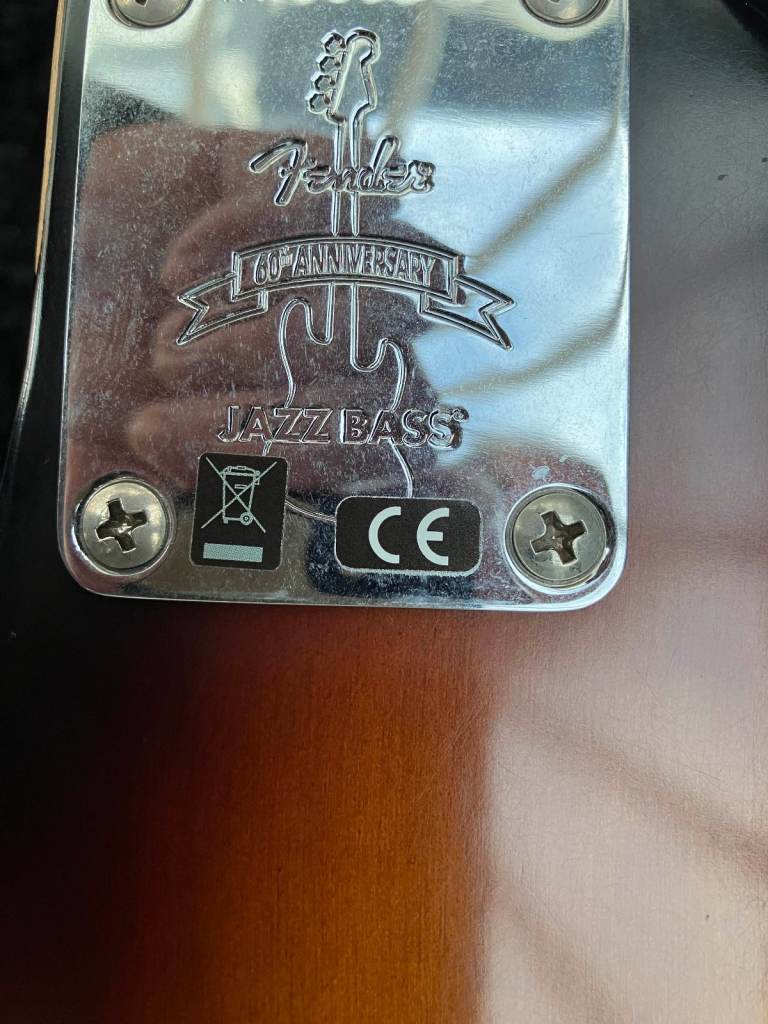 Fender
60TH ANNIVERSARY
JAZZ BASS®
CE